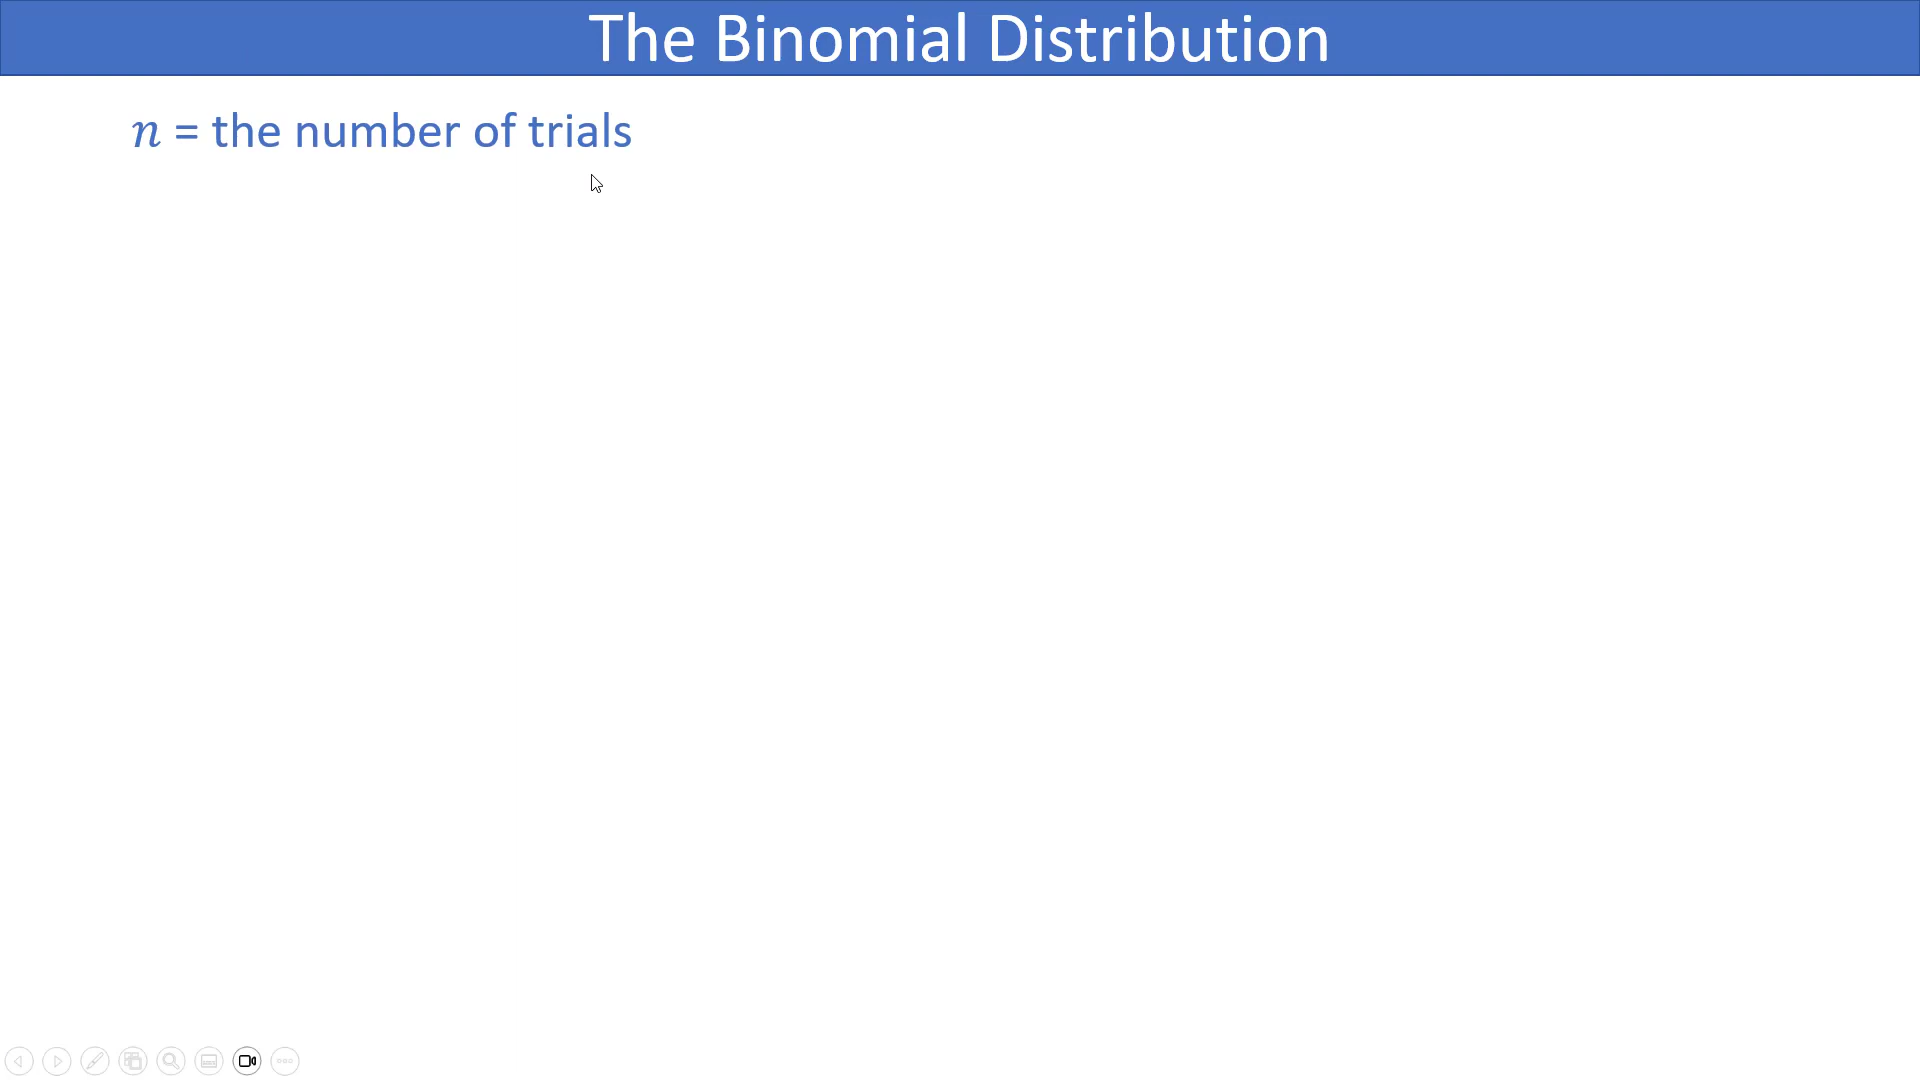 The Binomial Distribution
n = the number of trials